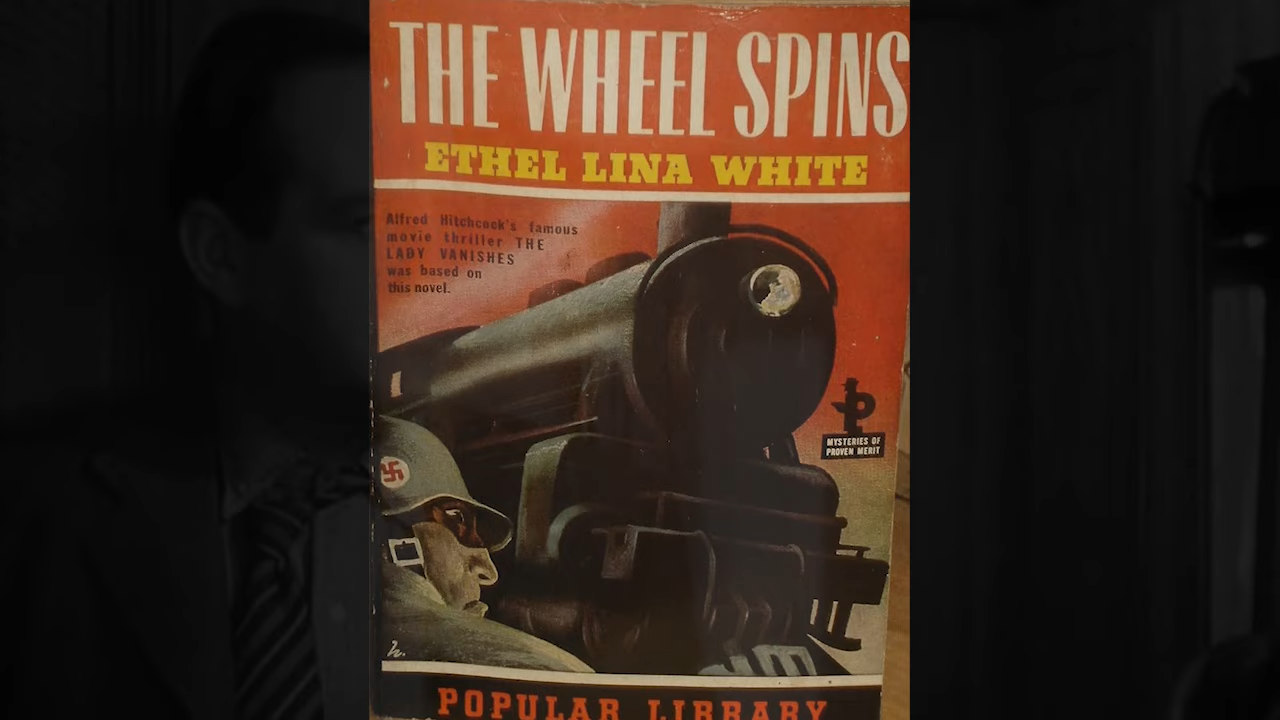 THE WHEEL SPINS
ETHEL LINA WHITE
Alfred Hitchcock's famous
movie thriller THE
LADY VANISHES
was based on
this novel.
MYSTERIES OF
PROVEN MERIT
h.
POPULAR LIBRARY